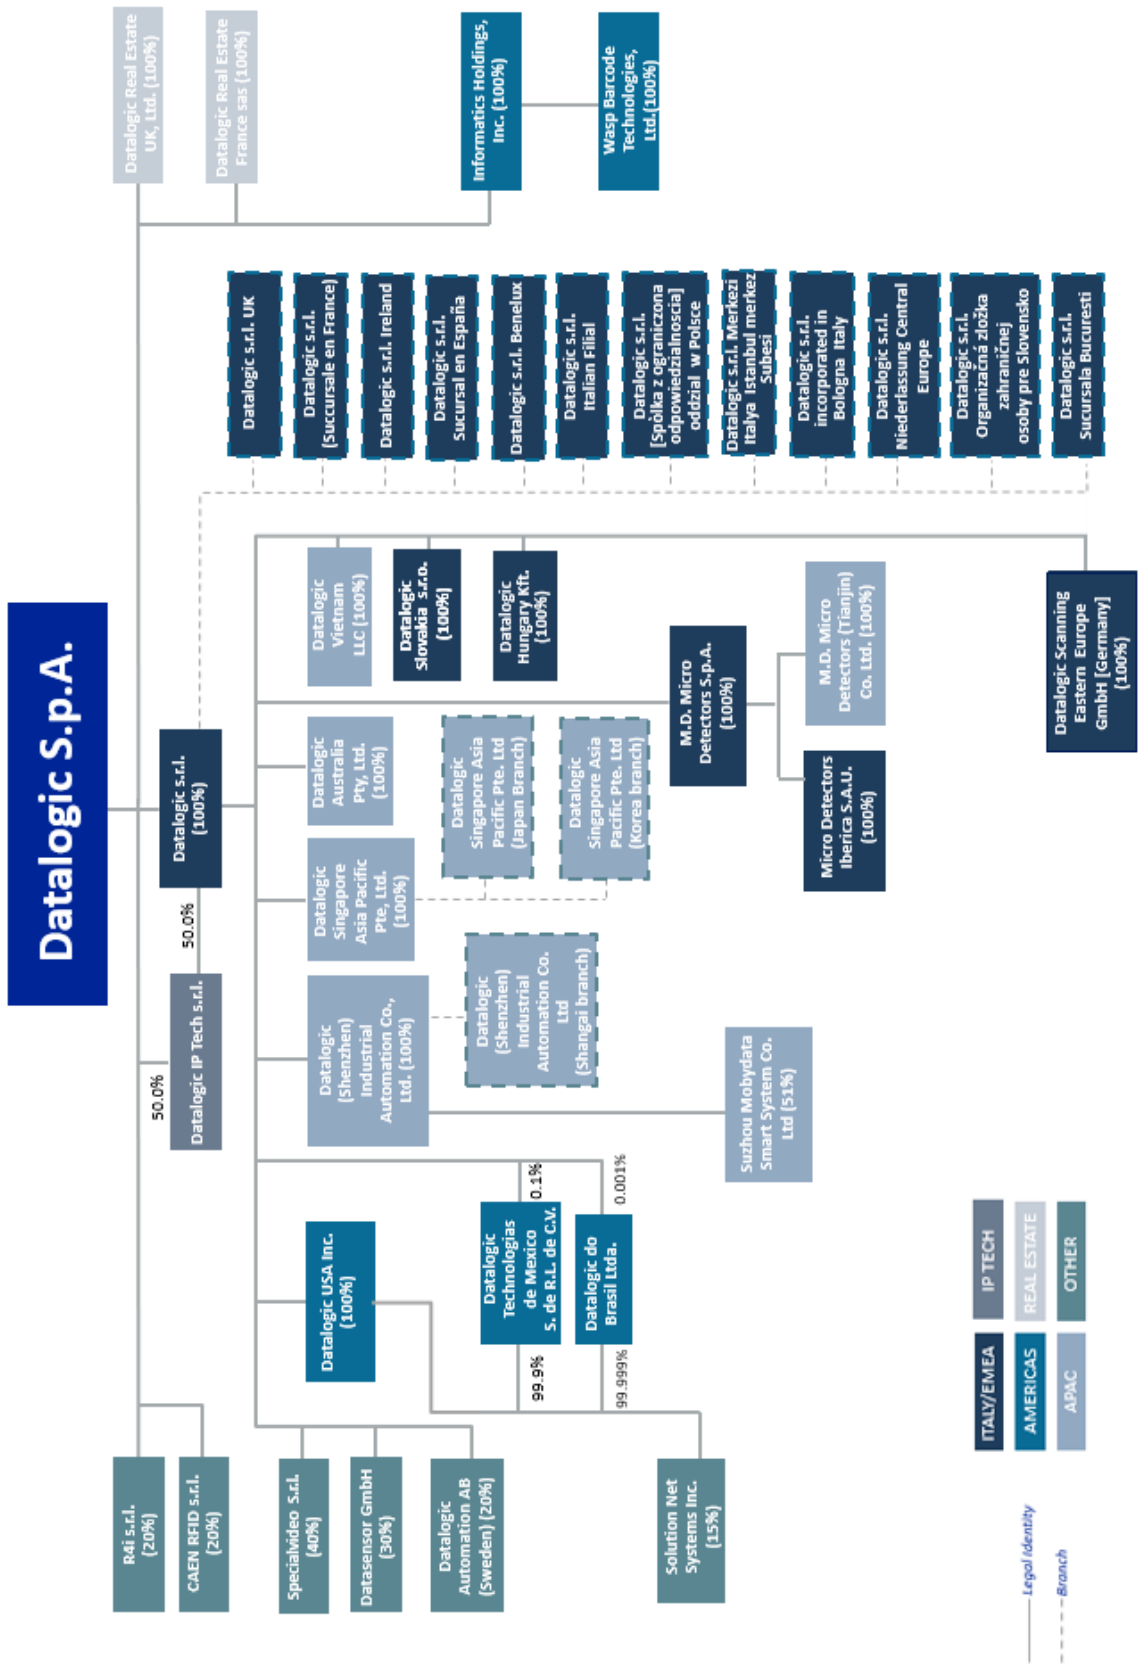 Datalogic S.p.A.
R4i s.r.l.
(20%)
CAEN RFID s.r.l.
(20%)
50.0%
Datalogic IP Tech s.r.l.
50.0%
Datalogic s.r.l.
(100%)
Datalogic Real Estate
UK, Ltd. (100%)
Datalogic Real Estate
France sas (100%)
Informatics Holdings,
Inc. (100%)
Wasp Barcode
Technologies,
Ltd.(100%)
Specialvideo S.r.l.
(40%)
Datasensor GmbH
(30%)
Datalogic
Automation AB
(Sweden) (20%)
Solution Net
Systems Inc.
(15%)
Datalogic USA Inc.
(100%)
99.9%
Datalogic
Technologias
de Mexico
S. de R.L. de C.V.
0.1%
99.999%
Datalogic do
Brasil Ltda.
0.001%
Datalogic
(Shenzhen)
Industrial
Automation Co.,
Ltd. (100%)
Datalogic
(Shenzhen)
Industrial
Automation Co.
Ltd
(Shangai branch)
Suzhou Mobydata
Smart System Co.
Ltd (51%)
Datalogic
Singapore
Asia Pacific
Pte, Ltd.
(100%)
Datalogic
Singapore Asia
Pacific Pte. Ltd
(Japan Branch)
Datalogic
Singapore Asia
Pacific Pte. Ltd
(Korea branch)
Datalogic
Australia
Pty, Ltd.
(100%)
Datalogic
Vietnam
LLC (100%)
Datalogic
Slovakia s.r.o.
(100%)
Datalogic
Hungary Kft.
(100%)
M.D. Micro
Detectors S.p.A.
(100%)
Micro Detectors
Iberica S.A.U.
(100%)
M.D. Micro
Detectors (Tianjin)
Co. Ltd. (100%)
Datalogic Scanning
Eastern Europe
GmbH [Germany]
(100%)
Datalogic s.r.l. UK
Datalogic s.r.l.
(Succursale en France)
Datalogic s.r.l. Ireland
Datalogic s.r.l.
Sucursal en España
Datalogic s.r.l. Benelux
Datalogic s.r.l.
Italian Filial
Datalogic s.r.l.
[Spòlka z ograniczona
odpowiedzialnoscia]
oddzial w Polsce
Datalogic s.r.l. Merkezi
Italya Istanbul merkez
Subesi
Datalogic s.r.l.
incorporated in
Bologna Italy
Datalogic s.r.l.
Niederlassung Central
Europe
Datalogic s.r.l.
Organizačná zložka
zahraničnej
osoby pre Slovensko
Datalogic s.r.l.
Sucursala Bucuresti
Legal Identity
Branch
ITALY/EMEA
IP TECH
AMERICAS
REAL ESTATE
APAC
OTHER